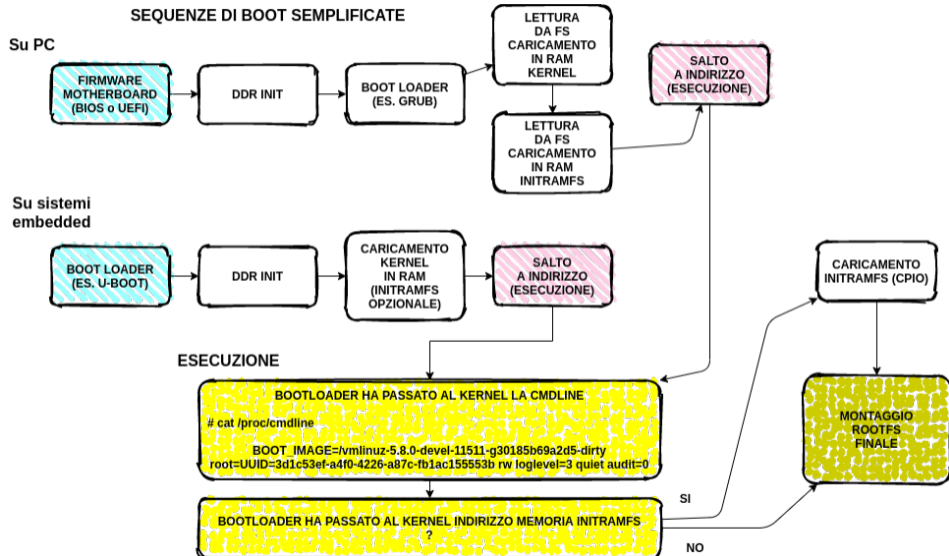 SEQUENZE DI BOOT SEMPLIFICATE
Su PC
FIRMWARE
MOTHERBOARD
(BIOS o UEFI)
DDR INIT
BOOT LOADER
(ES. GRUB)
LETTURA
DA FS
CARICAMENTO
IN RAM
KERNEL
LETTURA
DA FS
CARICAMENTO
IN RAM
INITRAMFS
SALTO
A INDIRIZZO
(ESECUZIONE)
Su sistemi
embedded
BOOT LOADER
(ES. U-BOOT)
DDR INIT
CARICAMENTO
KERNEL
IN RAM
(INITRAMFS
OPZIONALE)
SALTO
A INDIRIZZO
(ESECUZIONE)
CARICAMENTO
INITRAMFS (CPIO)
ESECUZIONE
BOOTLOADER HA PASSATO AL KERNEL LA CMDLINE
# cat /proc/cmdline
BOOT_IMAGE=/vmlinuz-5.8.0-devel-11511-g30185b69a2d5-dirty
root=UUID=3d1c53ef-a4f0-4226-a87c-fb1ac155553b rw loglevel=3 quiet audit=0
MONTAGGIO
ROOTFS
FINALE
BOOTLOADER HA PASSATO AL KERNEL INDIRIZZO MEMORIA INITRAMFS
?
SI
NO